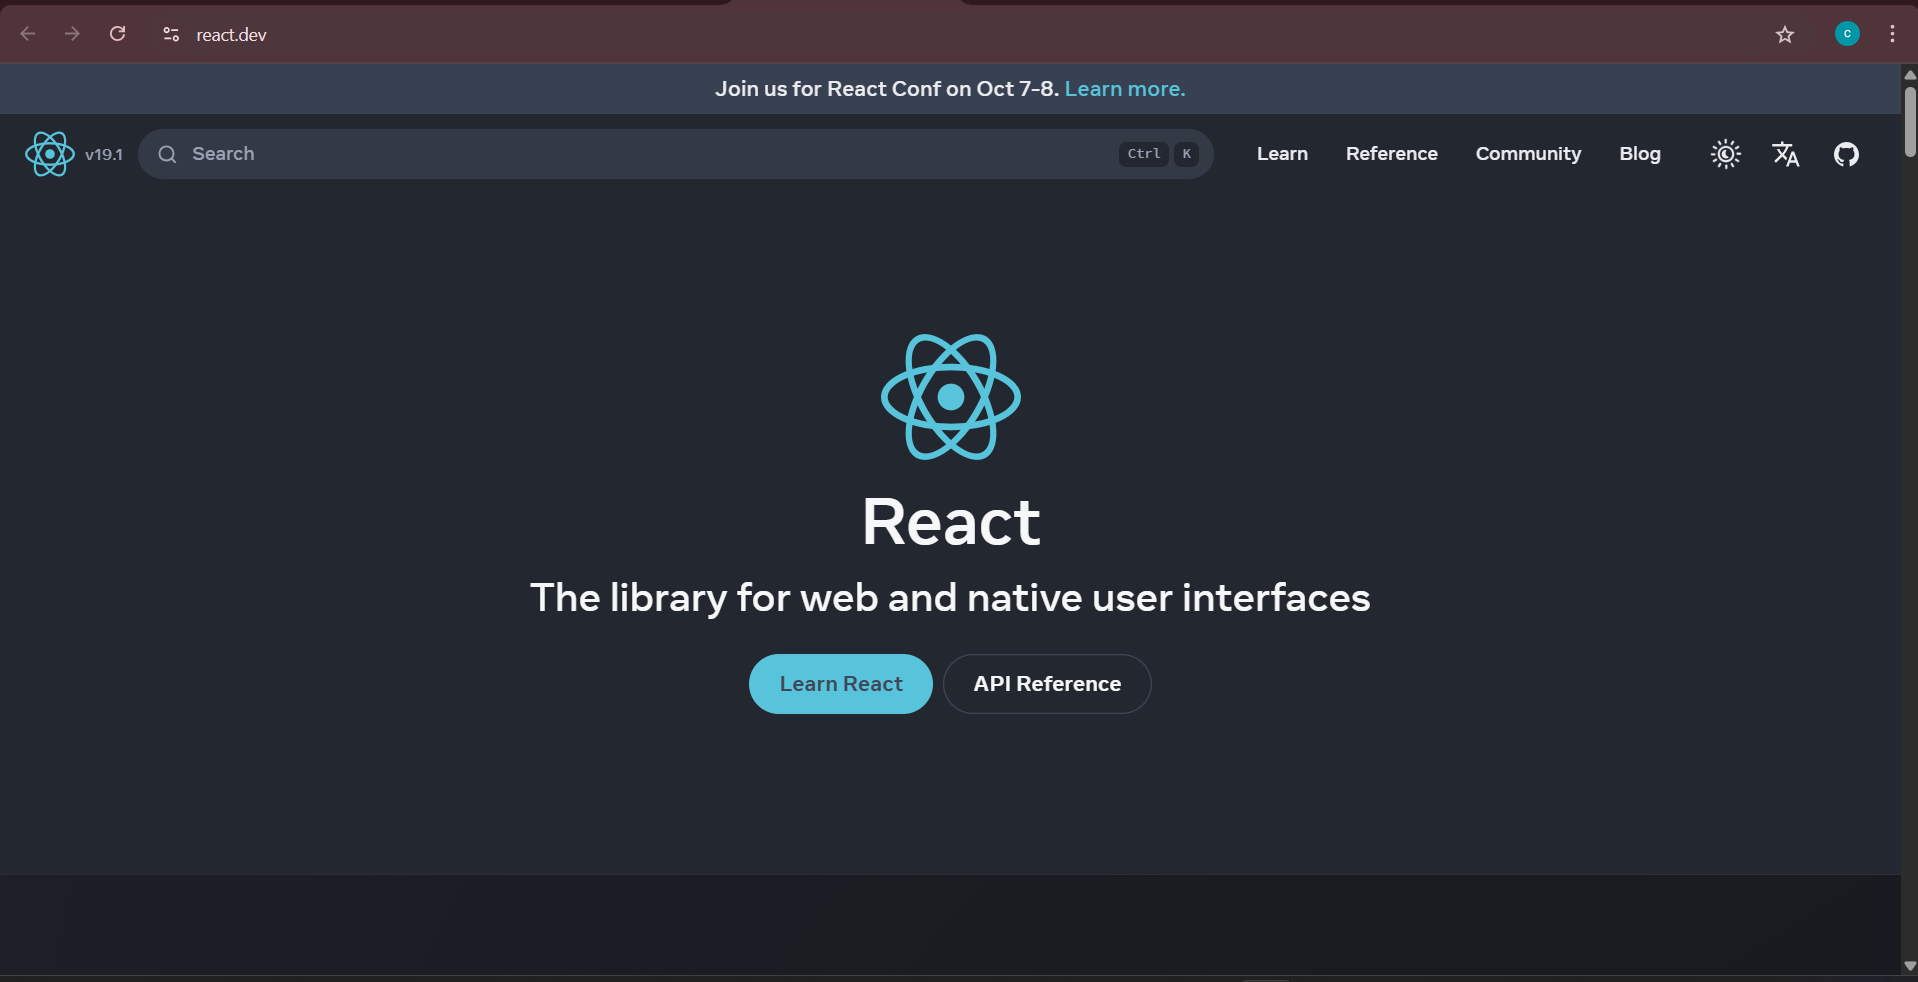 react.dev
C
Join us for React Conf on Oct 7-8. Learn more.
v19.1
Search
Ctrl K
Learn
Reference
Community
Blog
React
The library for web and native user interfaces
Learn React
API Reference